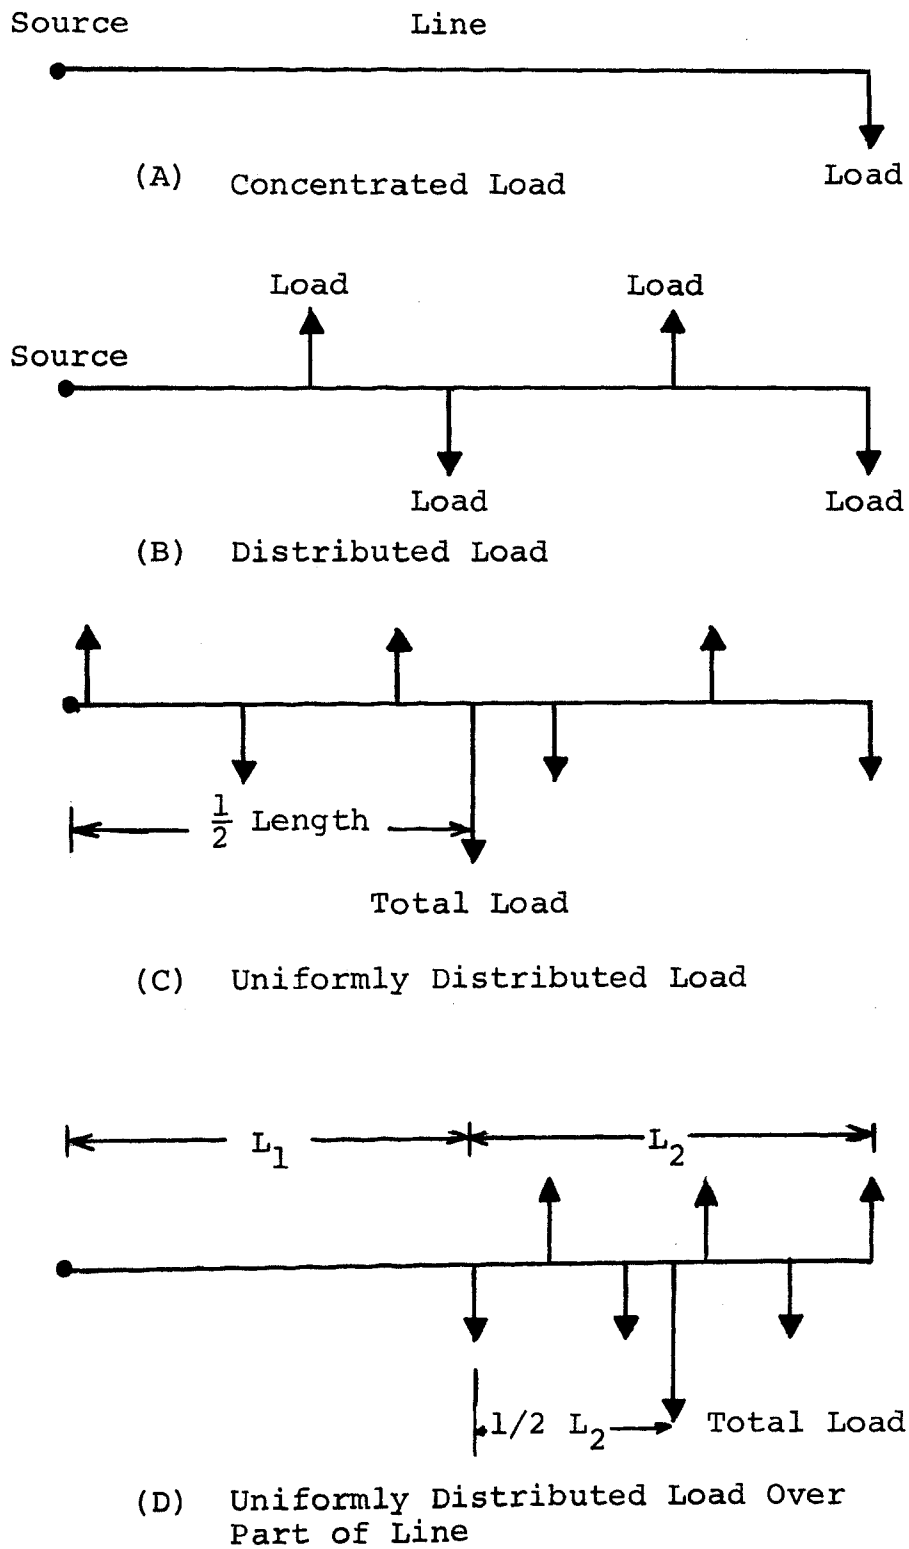 Source Line
(A) Concentrated Load
Load
Load Load
Source
Load Load
(B) Distributed Load
1/2 Length
Total Load
(C) Uniformly Distributed Load
L1 L2
1/2 L2 Total Load
(D) Uniformly Distributed Load Over
Part of Line